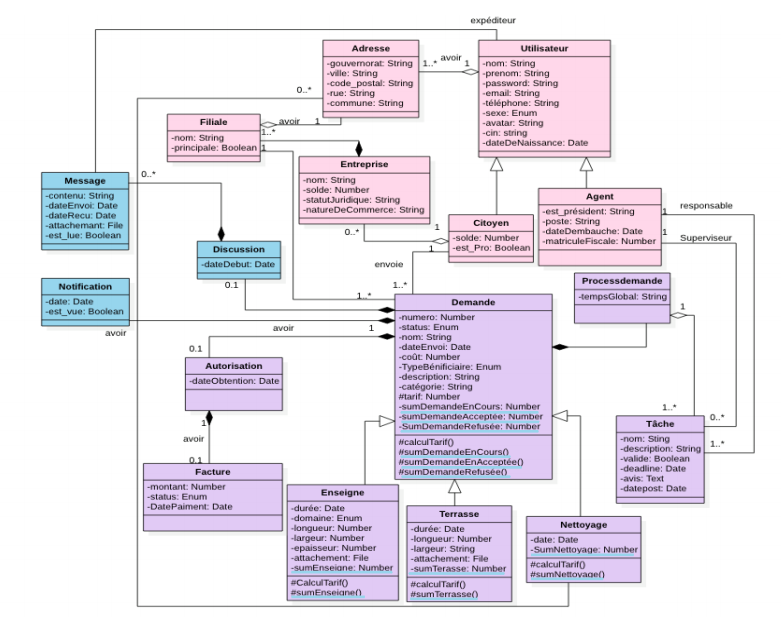 expéditeur
Adresse
-gouvernorat: String
-ville: String
-code_postal: String
-rue: String
-commune: String
1..*
avoir
1
Utilisateur
-nom: String
-prenom: String
-password: String
-email: String
-téléphone: String
-sexe: Enum
-avatar: String
-cin: string
-dateDeNaissance: Date
0..*
Filiale
-nom: String
-principale: Boolean
avoir
1
1..*
1
Entreprise
-nom: String
-solde: Number
-statutJuridique: String
-natureDeCommerce: String
0..*
1
Message
-contenu: String
-dateEnvoi: Date
-dateRecu: Date
-attachemant: File
-est_lue: Boolean
0..*
Citoyen
-solde: Number
-est_Pro: Boolean
1
Agent
-est_président: String
-poste: String
-dateDembauche: Date
-matriculeFiscale: Number
1
responsable
1
Superviseur
Discussion
-dateDebut: Date
0.1
envoie
1..*
1..*
Notification
-date: Date
-est_vue: Boolean
avoir
Processdemande
-tempsGlobal: String
1
Demande
-numero: Number
-status: Enum
-nom: String
-dateEnvoi: Date
-coût: Number
-TypeBénificiaire: Enum
-description: String
-catégorie: String
#tarif: Number
-sumDemandeEnCours: Number
-sumDemandeAcceptée: Number
-SumDemandeRefusée: Number
#calculTarif()
#sumDemandeEnCours()
#sumDemandeEnAcceptée()
#sumDemandeRefusée()
avoir
1
0.1
Autorisation
-dateObtention: Date
1
avoir
0.1
Facture
-montant: Number
-status: Enum
-DatePaiment: Date
1..*
0..*
1..*
Tâche
-nom: Sting
-description: String
-valide: Boolean
-deadline: Date
-avis: Text
-datepost: Date
Enseigne
-durée: Date
-domaine: Enum
-longueur: Number
-largeur: Number
-epaisseur: Number
-attachement: File
-sumEnseigne: Number
#CalculTarif()
#sumEnseigne()
Terrasse
-durée: Date
-longueur: Number
-largeur: String
-attachement: File
-sumTerasse: Number
#calculTarif()
#sumTerrasse()
Nettoyage
-date: Date
-SumNettoyage: Number
#calculTarif()
#sumNettoyage()